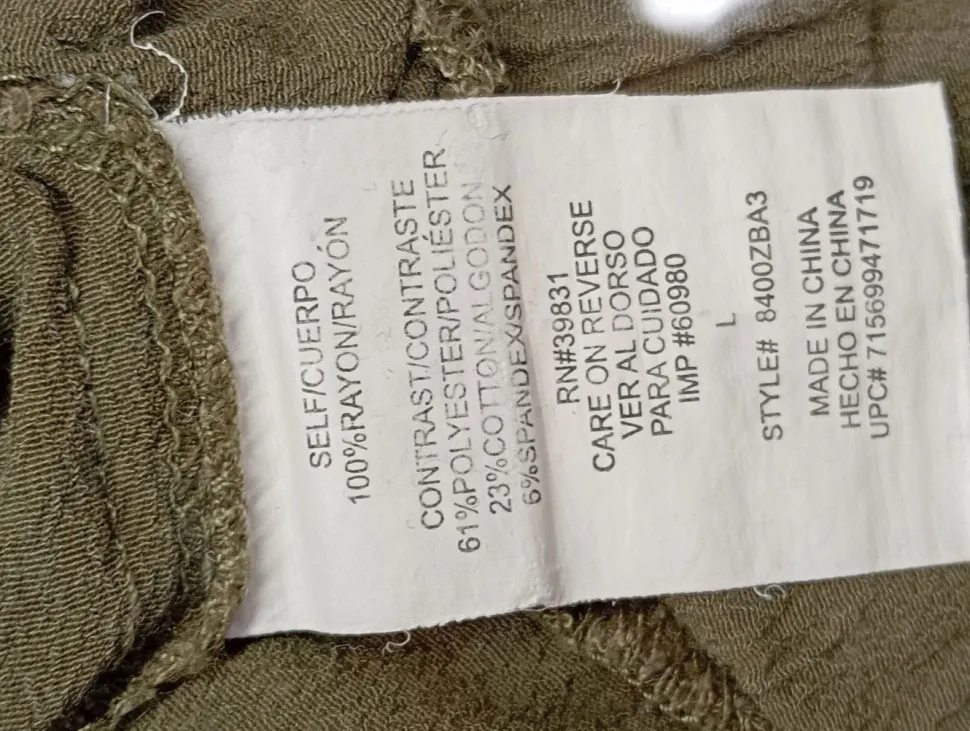 SELF/CUERPO
100%RAYON/RAYÓN
CONTRAST/CONTRASTE
61%POLYESTER/POLIÉSTER
23%COTTON/ALGODON
6%SPANDEX/SPANDEX
RN#39831
CARE ON REVERSE
VER AL DORSO
PARA CUIDADO
IMP #60980
L
STYLE# 8400ZBA3
MADE IN CHINA
HECHO EN CHINA
UPC# 715699471719